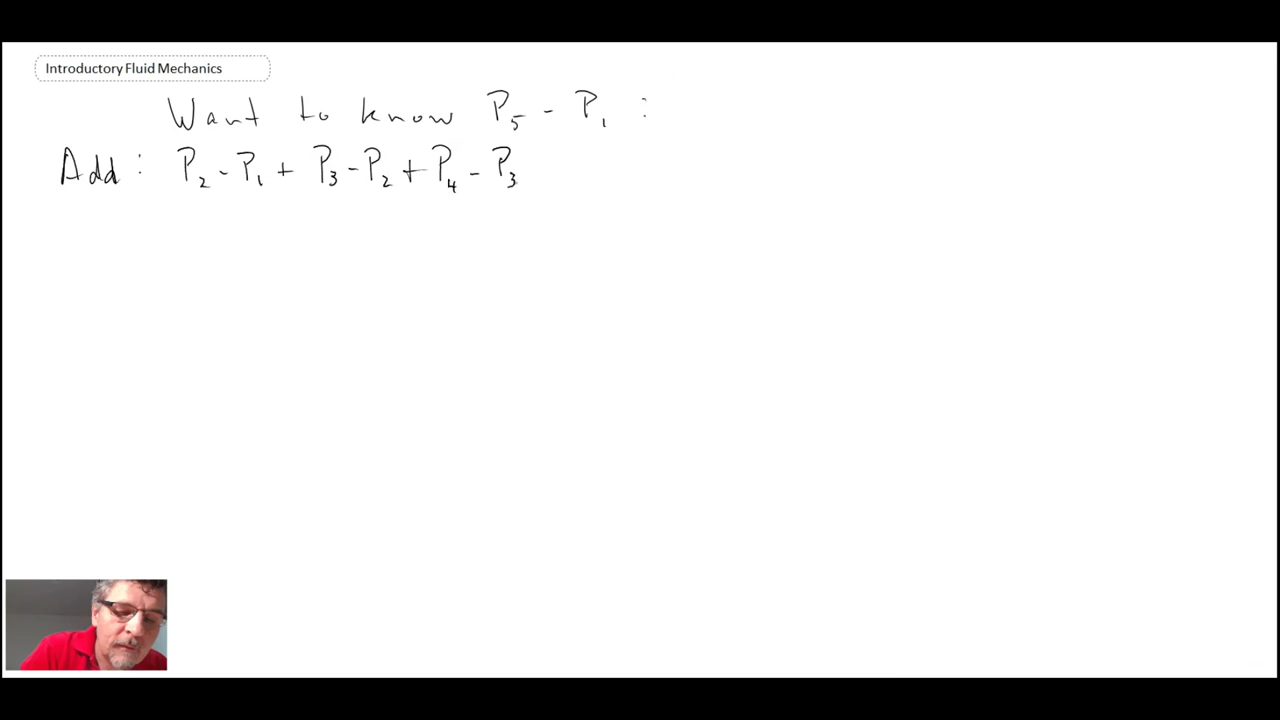 Introductory Fluid Mechanics
Want to know P₅ - P₁ :
Add : P₂ - P₁ + P₃ - P₂ + P₄ - P₃